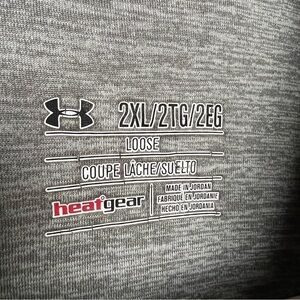 2XL/2TG/2EG
LOOSE
COUPE LÂCHE/SUELTO
heatgear
MADE IN JORDAN
FABRIQUÉ EN JORDANIE
HECHO EN JORDANIA